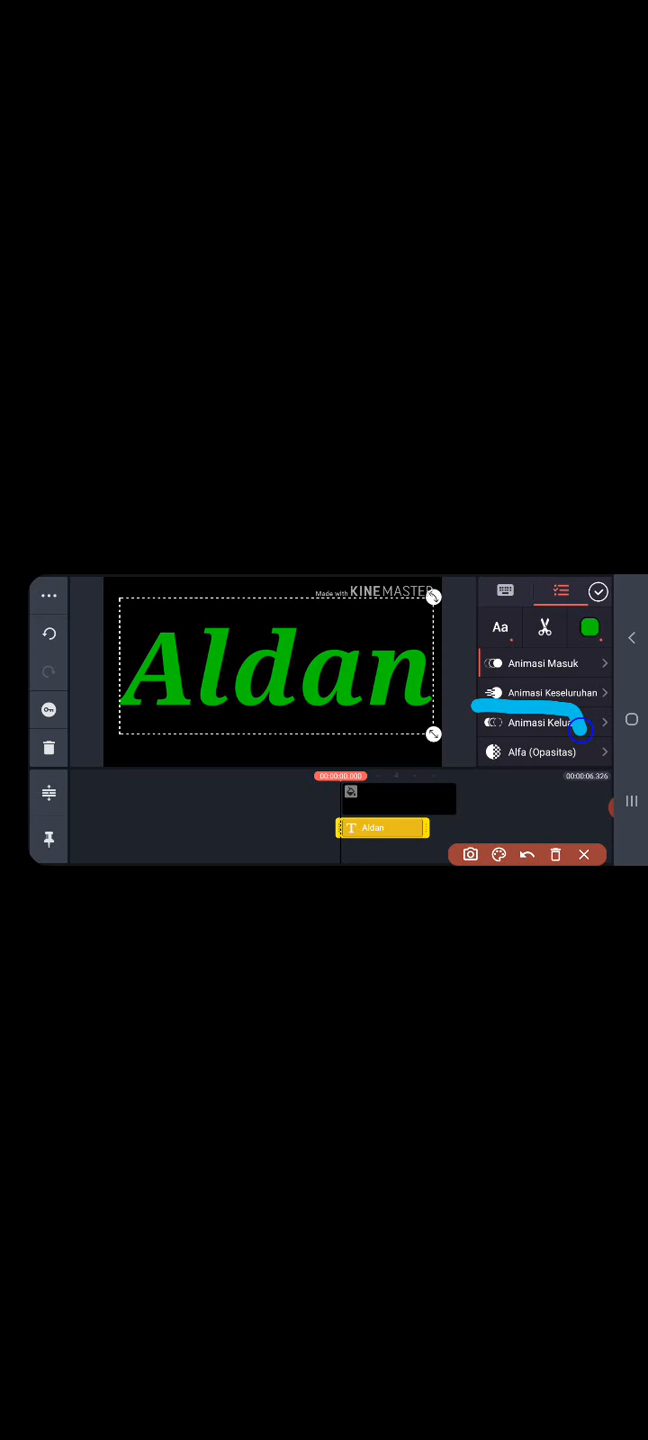 Made with KINEMASTER
Aldan
Aa
Animasi Masuk
Animasi Keseluruhan
Animasi
Alfa (Opasitas)
00:00:00.000
00:00:06.326
T Aldan